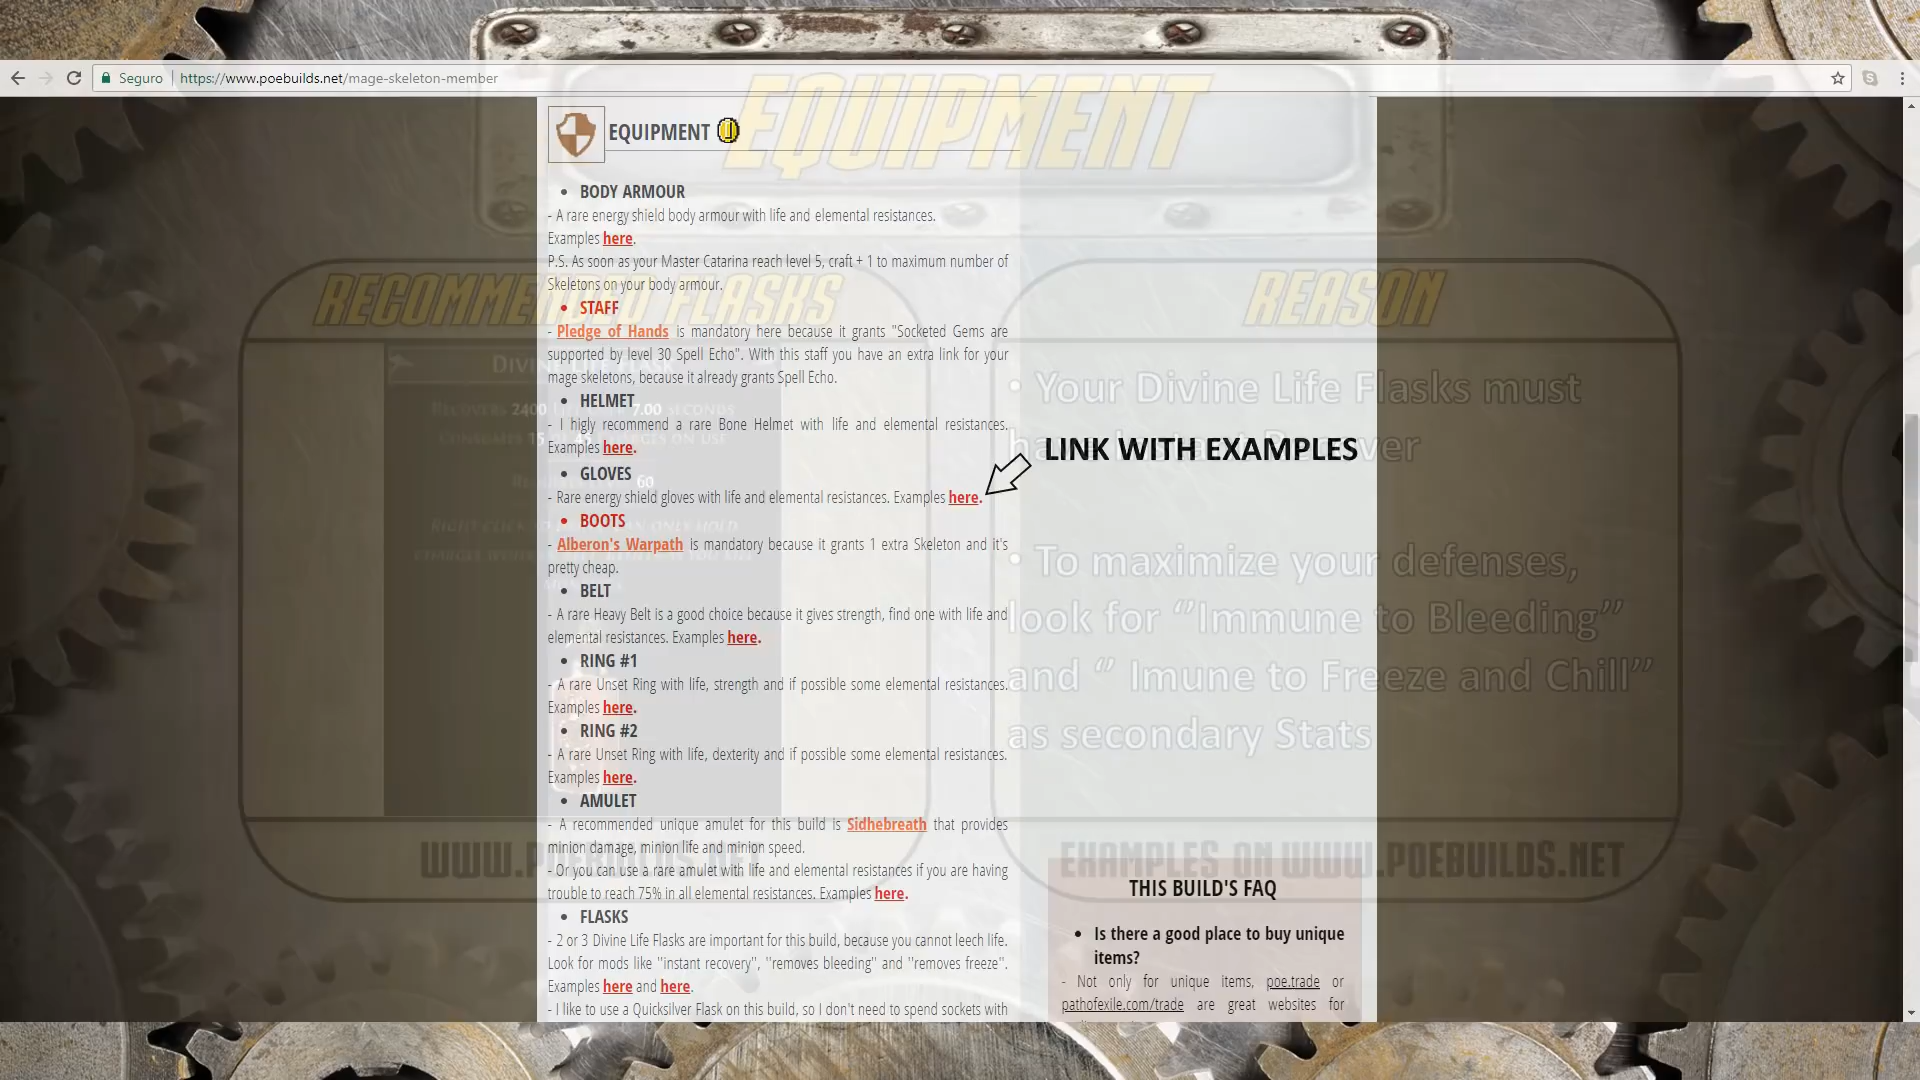 Seguro
https://www.poebuilds.net/mage-skeleton-member
EQUIPMENT
EQUIPMENT
• BODY ARMOUR
- A rare energy shield body armour with life and elemental resistances.
Examples here.
P.S. As soon as your Master Catarina reach level 5, craft + 1 to maximum number of
Skeletons on your body armour.
• STAFF
- Pledge of Hands is mandatory here because it grants "Socketed Gems are
supported by level 30 Spell Echo". With this staff you have an extra link for your
mage skeletons, because it already grants Spell Echo.
• HELMET
- I higly recommend a rare Bone Helmet with life and elemental resistances.
Examples here.
• GLOVES
- Rare energy shield gloves with life and elemental resistances. Examples here.
• BOOTS
- Alberon's Warpath is mandatory because it grants 1 extra Skeleton and it's
pretty cheap.
• BELT
- A rare Heavy Belt is a good choice because it gives strength, find one with life and
elemental resistances. Examples here.
• RING #1
- A rare Unset Ring with life, strength and if possible some elemental resistances.
Examples here.
• RING #2
- A rare Unset Ring with life, dexterity and if possible some elemental resistances.
Examples here.
• AMULET
- A recommended unique amulet for this build is Sidhebreath that provides
minion damage, minion life and minion speed.
- Or you can use a rare amulet with life and elemental resistances if you are having
trouble to reach 75% in all elemental resistances. Examples here.
• FLASKS
- 2 or 3 Divine Life Flasks are important for this build, because you cannot leech life.
Look for mods like "instant recovery", "removes bleeding" and "removes freeze".
Examples here and here.
- I like to use a Quicksilver Flask on this build, so I don't need to spend sockets with
LINK WITH EXAMPLES
THIS BUILD'S FAQ
• Is there a good place to buy unique
items?
- Not only for unique items, poe.trade or
pathofexile.com/trade are great websites for
RECOMMENDED FLASKS
DIVINE LIFE FLASK
RECOVERS 2400 7.00 SECONDS
WWW.POEBUILDS.NET
REASON
• Your Divine Life Flasks must
• To maximize your defenses,
look for ‘’Immune to Bleeding’’
and ‘’ Imune to Freeze and Chill’’
as secondary Stats
EXAMPLES ON WWW.POEBUILDS.NET